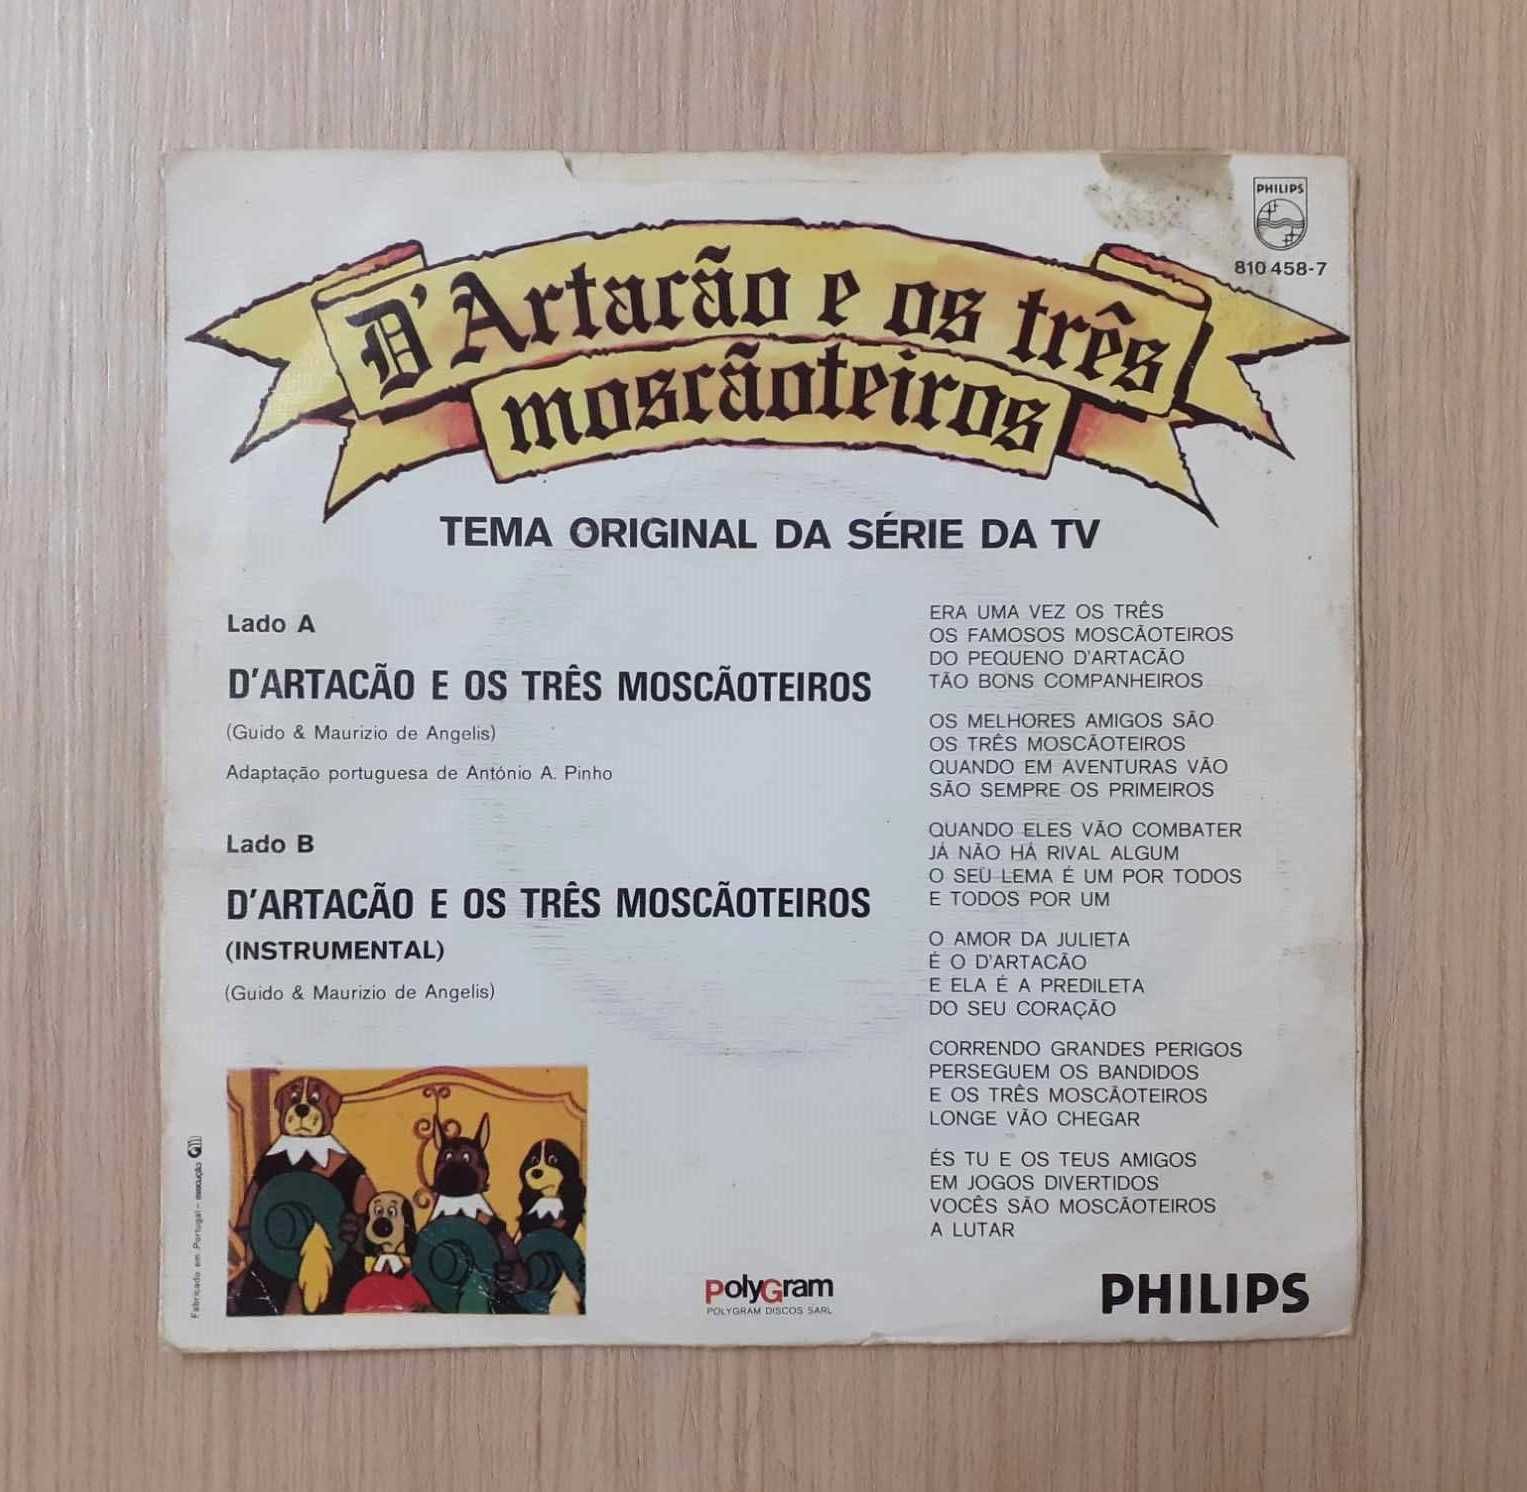 PHILIPS
810 458-7
D'Artacão e os três
moscãoteiros
TEMA ORIGINAL DA SÉRIE DA TV
Lado A
D'ARTACÃO E OS TRÊS MOSCÃOTEIROS
(Guido & Maurizio de Angelis)
Adaptação portuguesa de António A. Pinho
Lado B
D'ARTACÃO E OS TRÊS MOSCÃOTEIROS
(INSTRUMENTAL)
(Guido & Maurizio de Angelis)
ERA UMA VEZ OS TRÊS
OS FAMOSOS MOSCÃOTEIROS
DO PEQUENO D'ARTACÃO
TÃO BONS COMPANHEIROS
OS MELHORES AMIGOS SÃO
OS TRÊS MOSCÃOTEIROS
QUANDO EM AVENTURAS VÃO
SÃO SEMPRE OS PRIMEIROS
QUANDO ELES VÃO COMBATER
JÁ NÃO HÁ RIVAL ALGUM
O SEU LEMA É UM POR TODOS
E TODOS POR UM
O AMOR DA JULIETA
É O D'ARTACÃO
E ELA É A PREDILETA
DO SEU CORAÇÃO
CORRENDO GRANDES PERIGOS
PERSEGUEM OS BANDIDOS
E OS TRÊS MOSCÃOTEIROS
LONGE VÃO CHEGAR
ÉS TU E OS TEUS AMIGOS
EM JOGOS DIVERTIDOS
VOCÊS SÃO MOSCÃOTEIROS
A LUTAR
Fabricado em Portugal – execução
PolyGram
POLYGRAM DISCOS SARL
PHILIPS